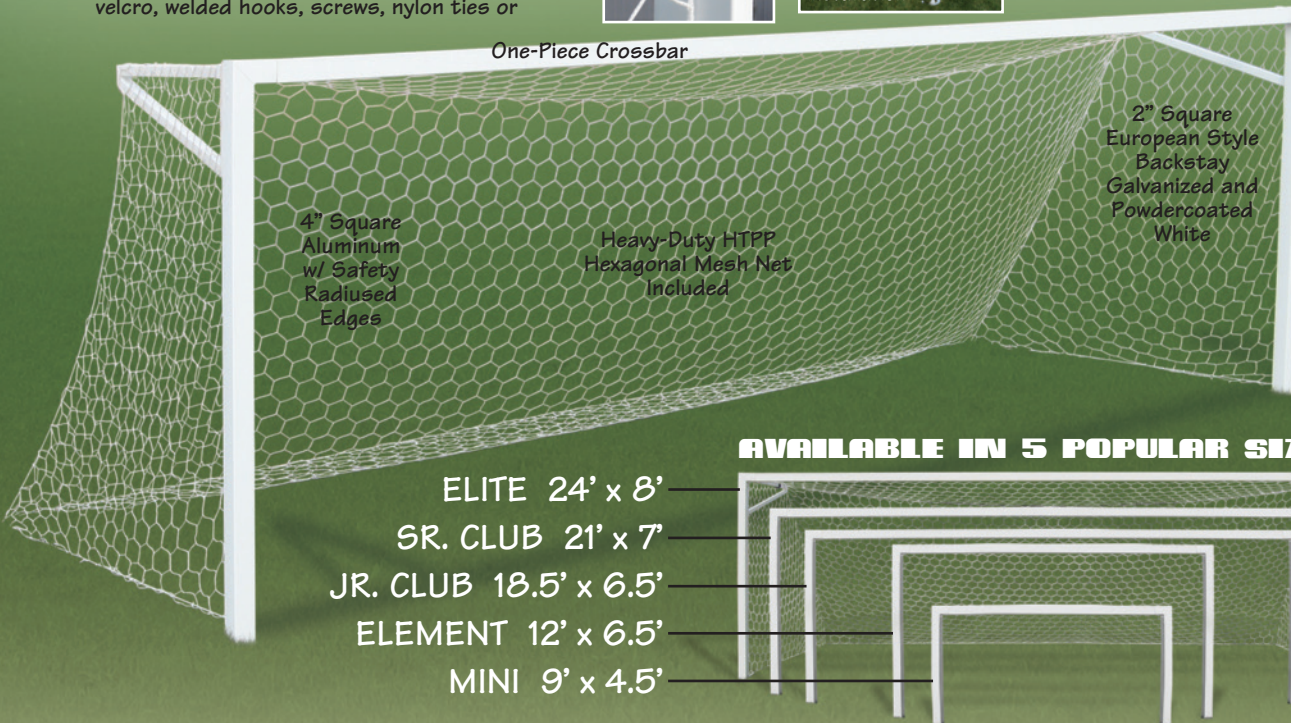 velcro, welded hooks, screws, nylon ties or
One-Piece Crossbar
4" Square
Aluminum
w/ Safety
Radiused
Edges
Heavy-Duty HTPP
Hexagonal Mesh Net
Included
2" Square
European Style
Backstay
Galvanized and
Powdercoated
White
AVAILABLE IN 5 POPULAR
ELITE 24' x 8'
SR. CLUB 21' x 7'
JR. CLUB 18.5' x 6.5'
ELEMENT 12' x 6.5'
MINI 9' x 4.5'